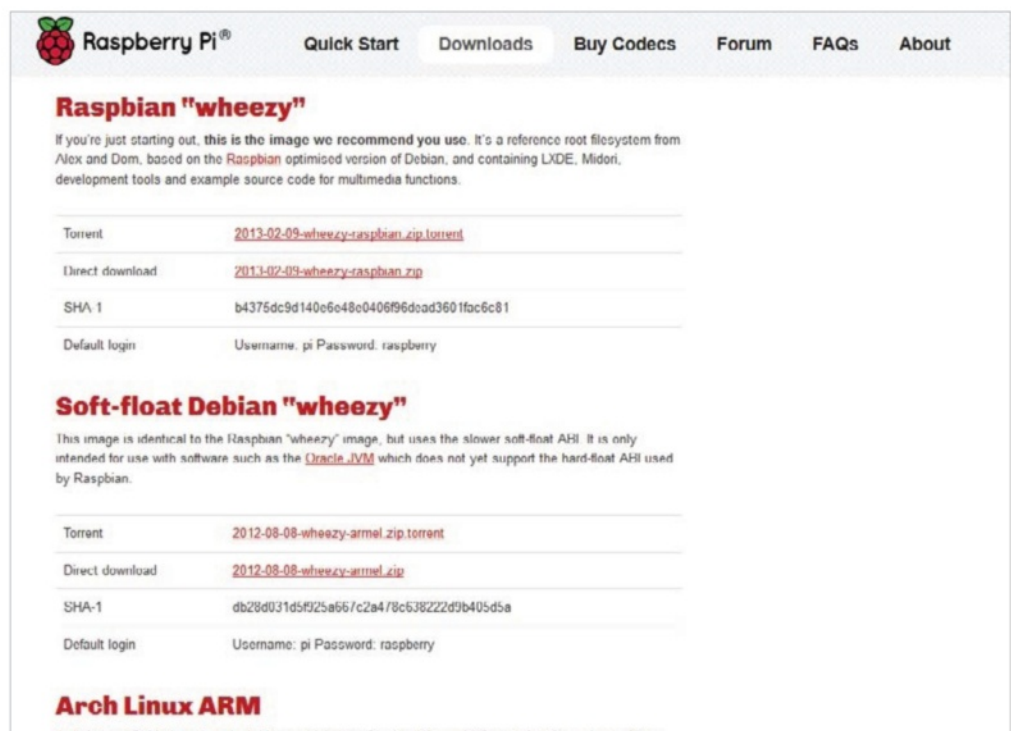 Raspberry Pi®
Quick Start Downloads Buy Codecs Forum FAQs About
Raspbian "wheezy"
If you're just starting out, this is the image we recommend you use. It's a reference root filesystem from
Alex and Dom, based on the Raspbian optimised version of Debian, and containing LXDE, Midori,
development tools and example source code for multimedia functions.
Torrent 2013-02-09-wheezy-raspbian.zip.torrent
Direct download 2013-02-09-wheezy-raspbian.zip
SHA-1 b4375dc9d140e6e48e0406f96dead3601fac6c81
Default login Username: pi Password: raspberry
Soft-float Debian "wheezy"
This image is identical to the Raspbian "wheezy" image, but uses the slower soft-float ABI. It is only
intended for use with software such as the Oracle JVM which does not yet support the hard-float ABI used
by Raspbian.
Torrent 2012-08-08-wheezy-armel.zip.torrent
Direct download 2012-08-08-wheezy-armel.zip
SHA-1 db28d031d5f925a667c2a478c638222d9b405d5a
Default login Username: pi Password: raspberry
Arch Linux ARM